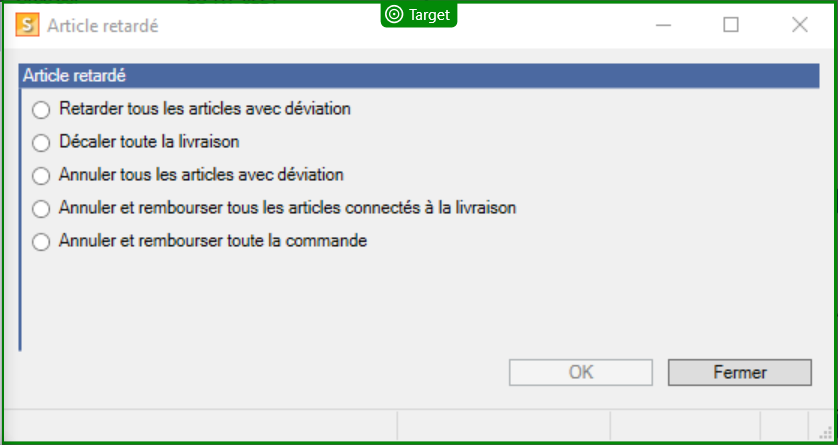 Target
S Article retardé
Article retardé
Retarder tous les articles avec déviation
Décaler toute la livraison
Annuler tous les articles avec déviation
Annuler et rembourser tous les articles connectés à la livraison
Annuler et rembourser toute la commande
OK Fermer